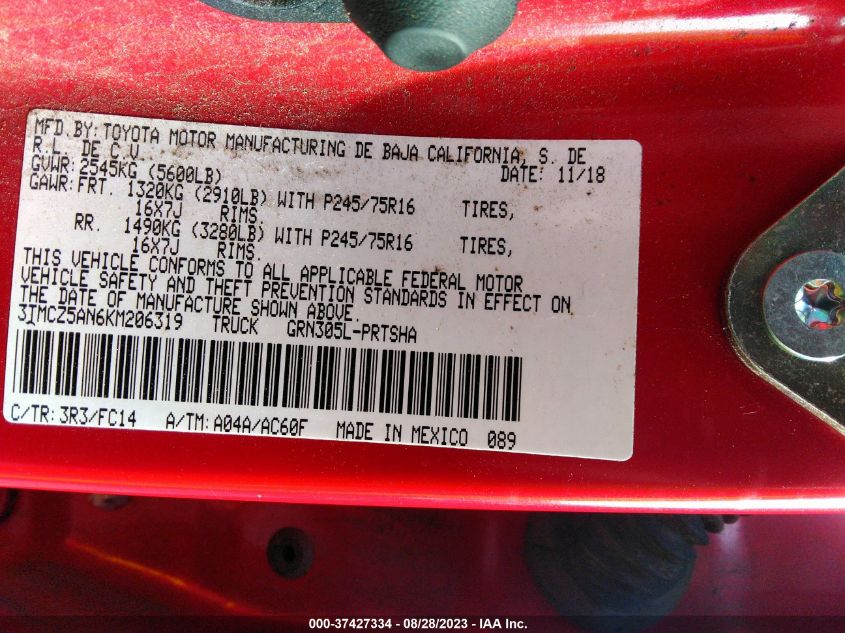 MFD.BY: TOYOTA MOTOR MANUFACTURING DE BAJA CALIFORNIA, S. DE
R.L. DE C.V.
DATE: 11/18
GVWR: 2545KG (5600LB)
GAWR: FRT. 1320KG (2910LB) WITH P245/75R16 TIRES,
16X7J RIMS.
RR. 1490KG (3280LB) WITH P245/75R16 TIRES,
16X7J RIMS.
THIS VEHICLE CONFORMS TO ALL APPLICABLE FEDERAL MOTOR
VEHICLE SAFETY AND THEFT PREVENTION STANDARDS IN EFFECT ON
THE DATE OF MANUFACTURE SHOWN ABOVE.
3TMCZ5AN6KM206319 TRUCK GRN305L-PRTSHA
C/TR: 3R3/FC14 A/TM: A04A/AC60F MADE IN MEXICO 089
000-37427334 — 08/28/2023 — IAA Inc.